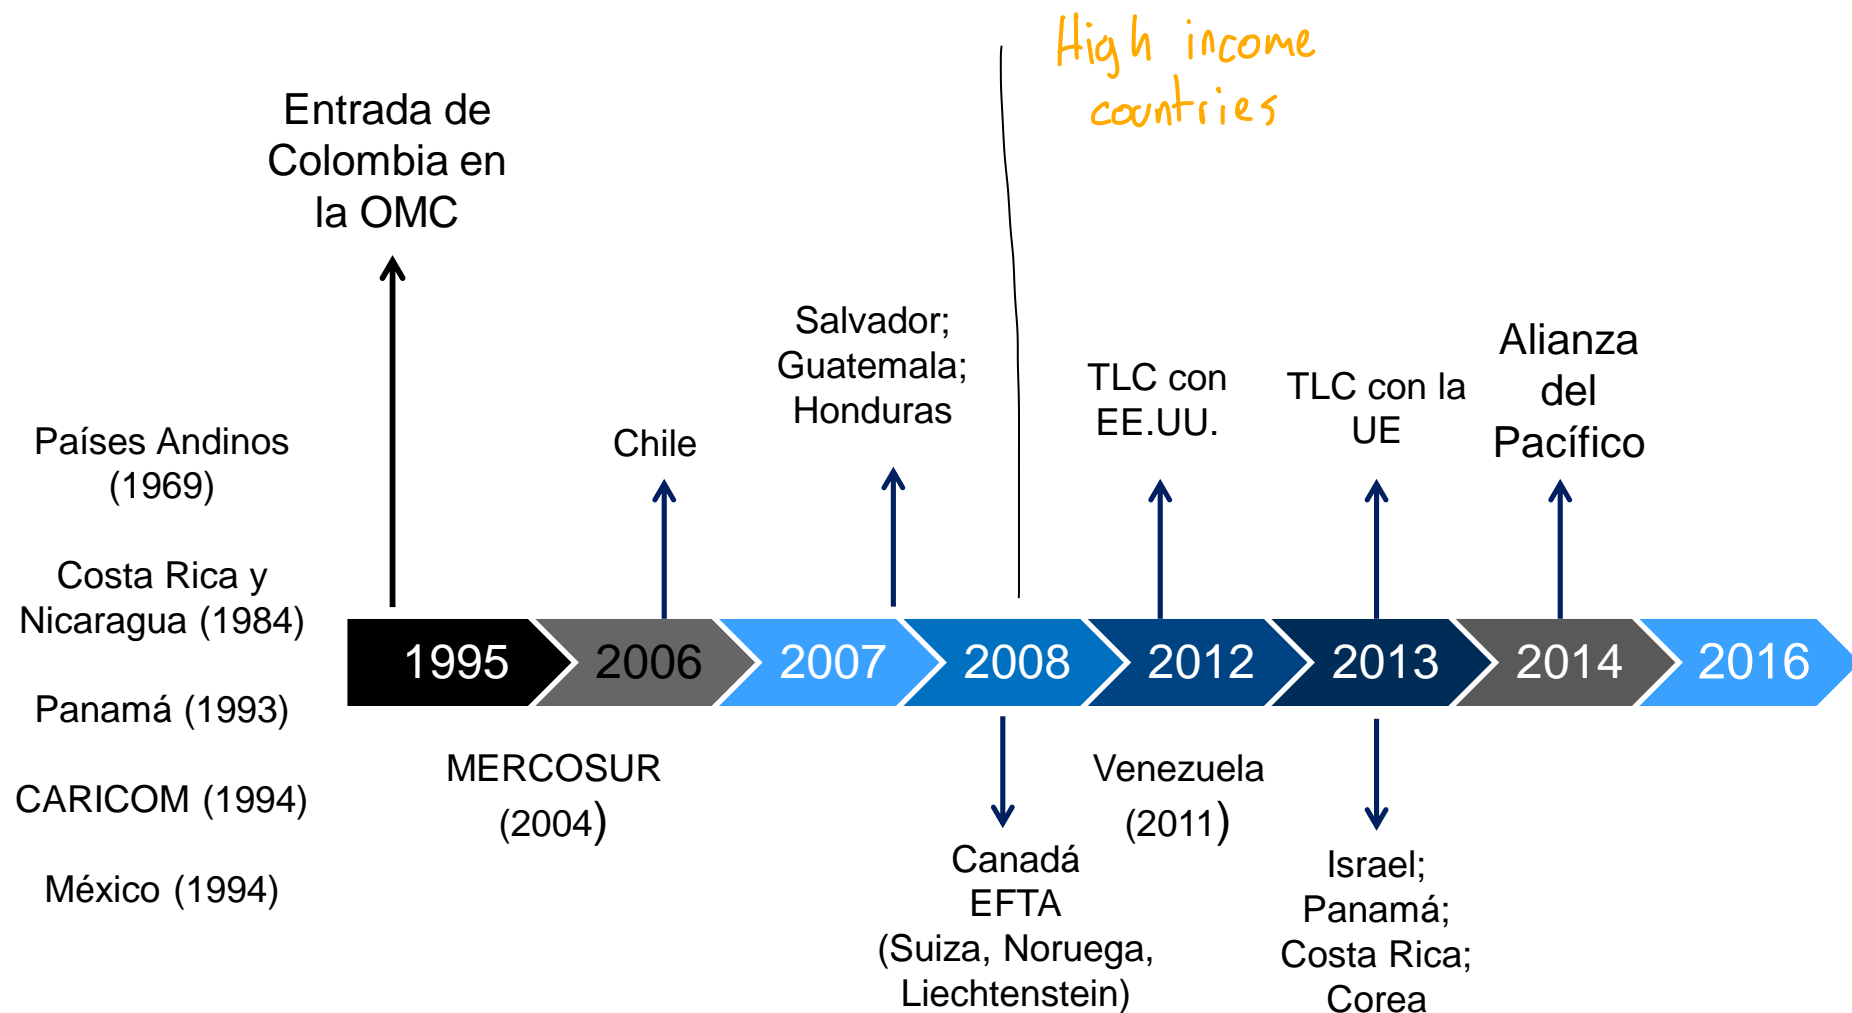 High income
countries
Entrada de
Colombia en
la OMC
Salvador;
Guatemala;
Honduras
Chile
TLC con
EE.UU.
TLC con la
UE
Alianza
del
Pacífico
Países Andinos
(1969)
Costa Rica y
Nicaragua (1984)
Panamá (1993)
CARICOM (1994)
México (1994)
1995
2006
2007
2008
2012
2013
2014
2016
MERCOSUR
(2004)
Canadá
EFTA
(Suiza, Noruega,
Liechtenstein)
Venezuela
(2011)
Israel;
Panamá;
Costa Rica;
Corea